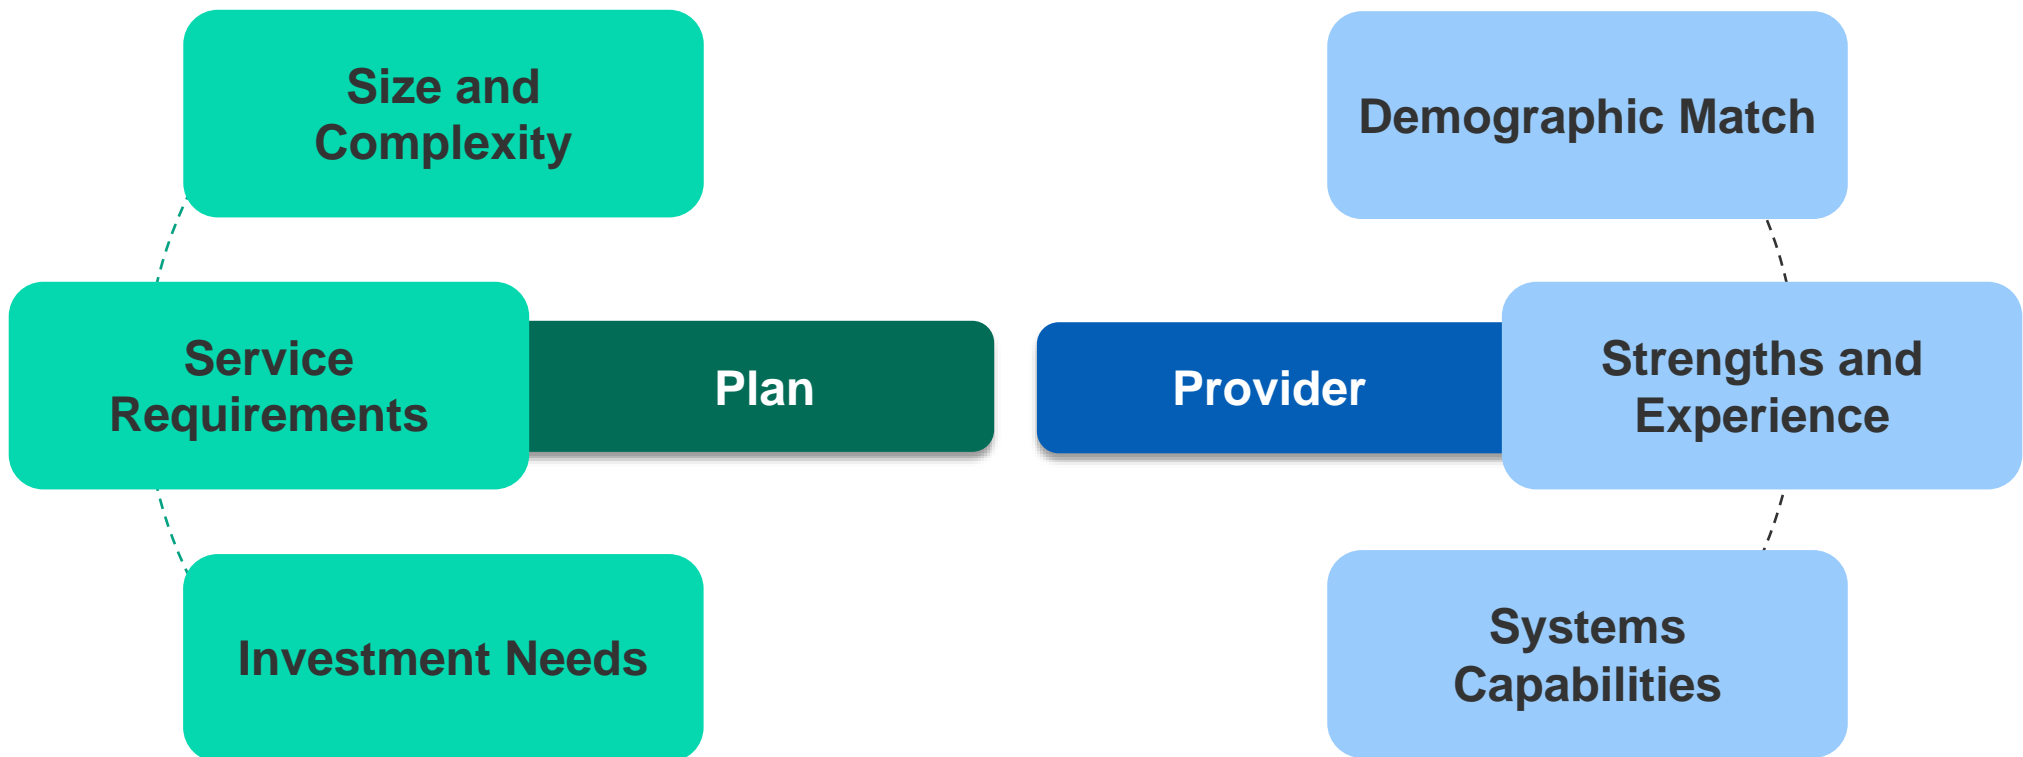 Size and
Complexity
Service
Requirements
Investment Needs
Plan
Provider
Demographic Match
Strengths and
Experience
Systems
Capabilities